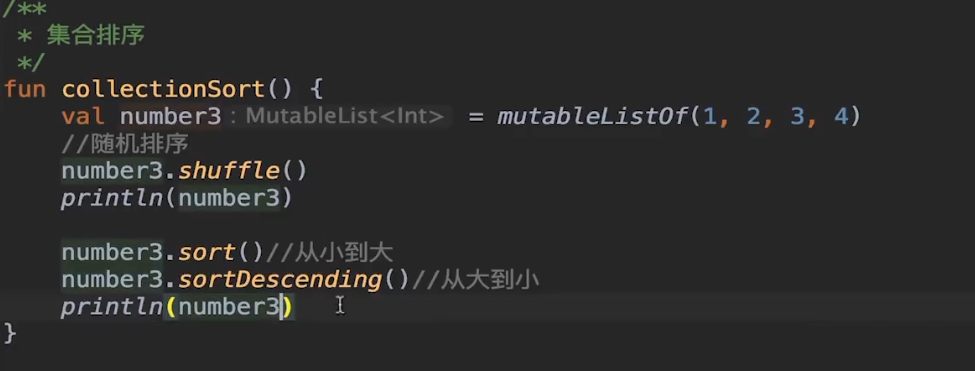 /**
 * 集合排序
 */
fun collectionSort() {
    val number3: MutableList<Int> = mutableListOf(1, 2, 3, 4)
    //随机排序
    number3.shuffle()
    println(number3)

    number3.sort()//从小到大
    number3.sortDescending()//从大到小
    println(number3)
}